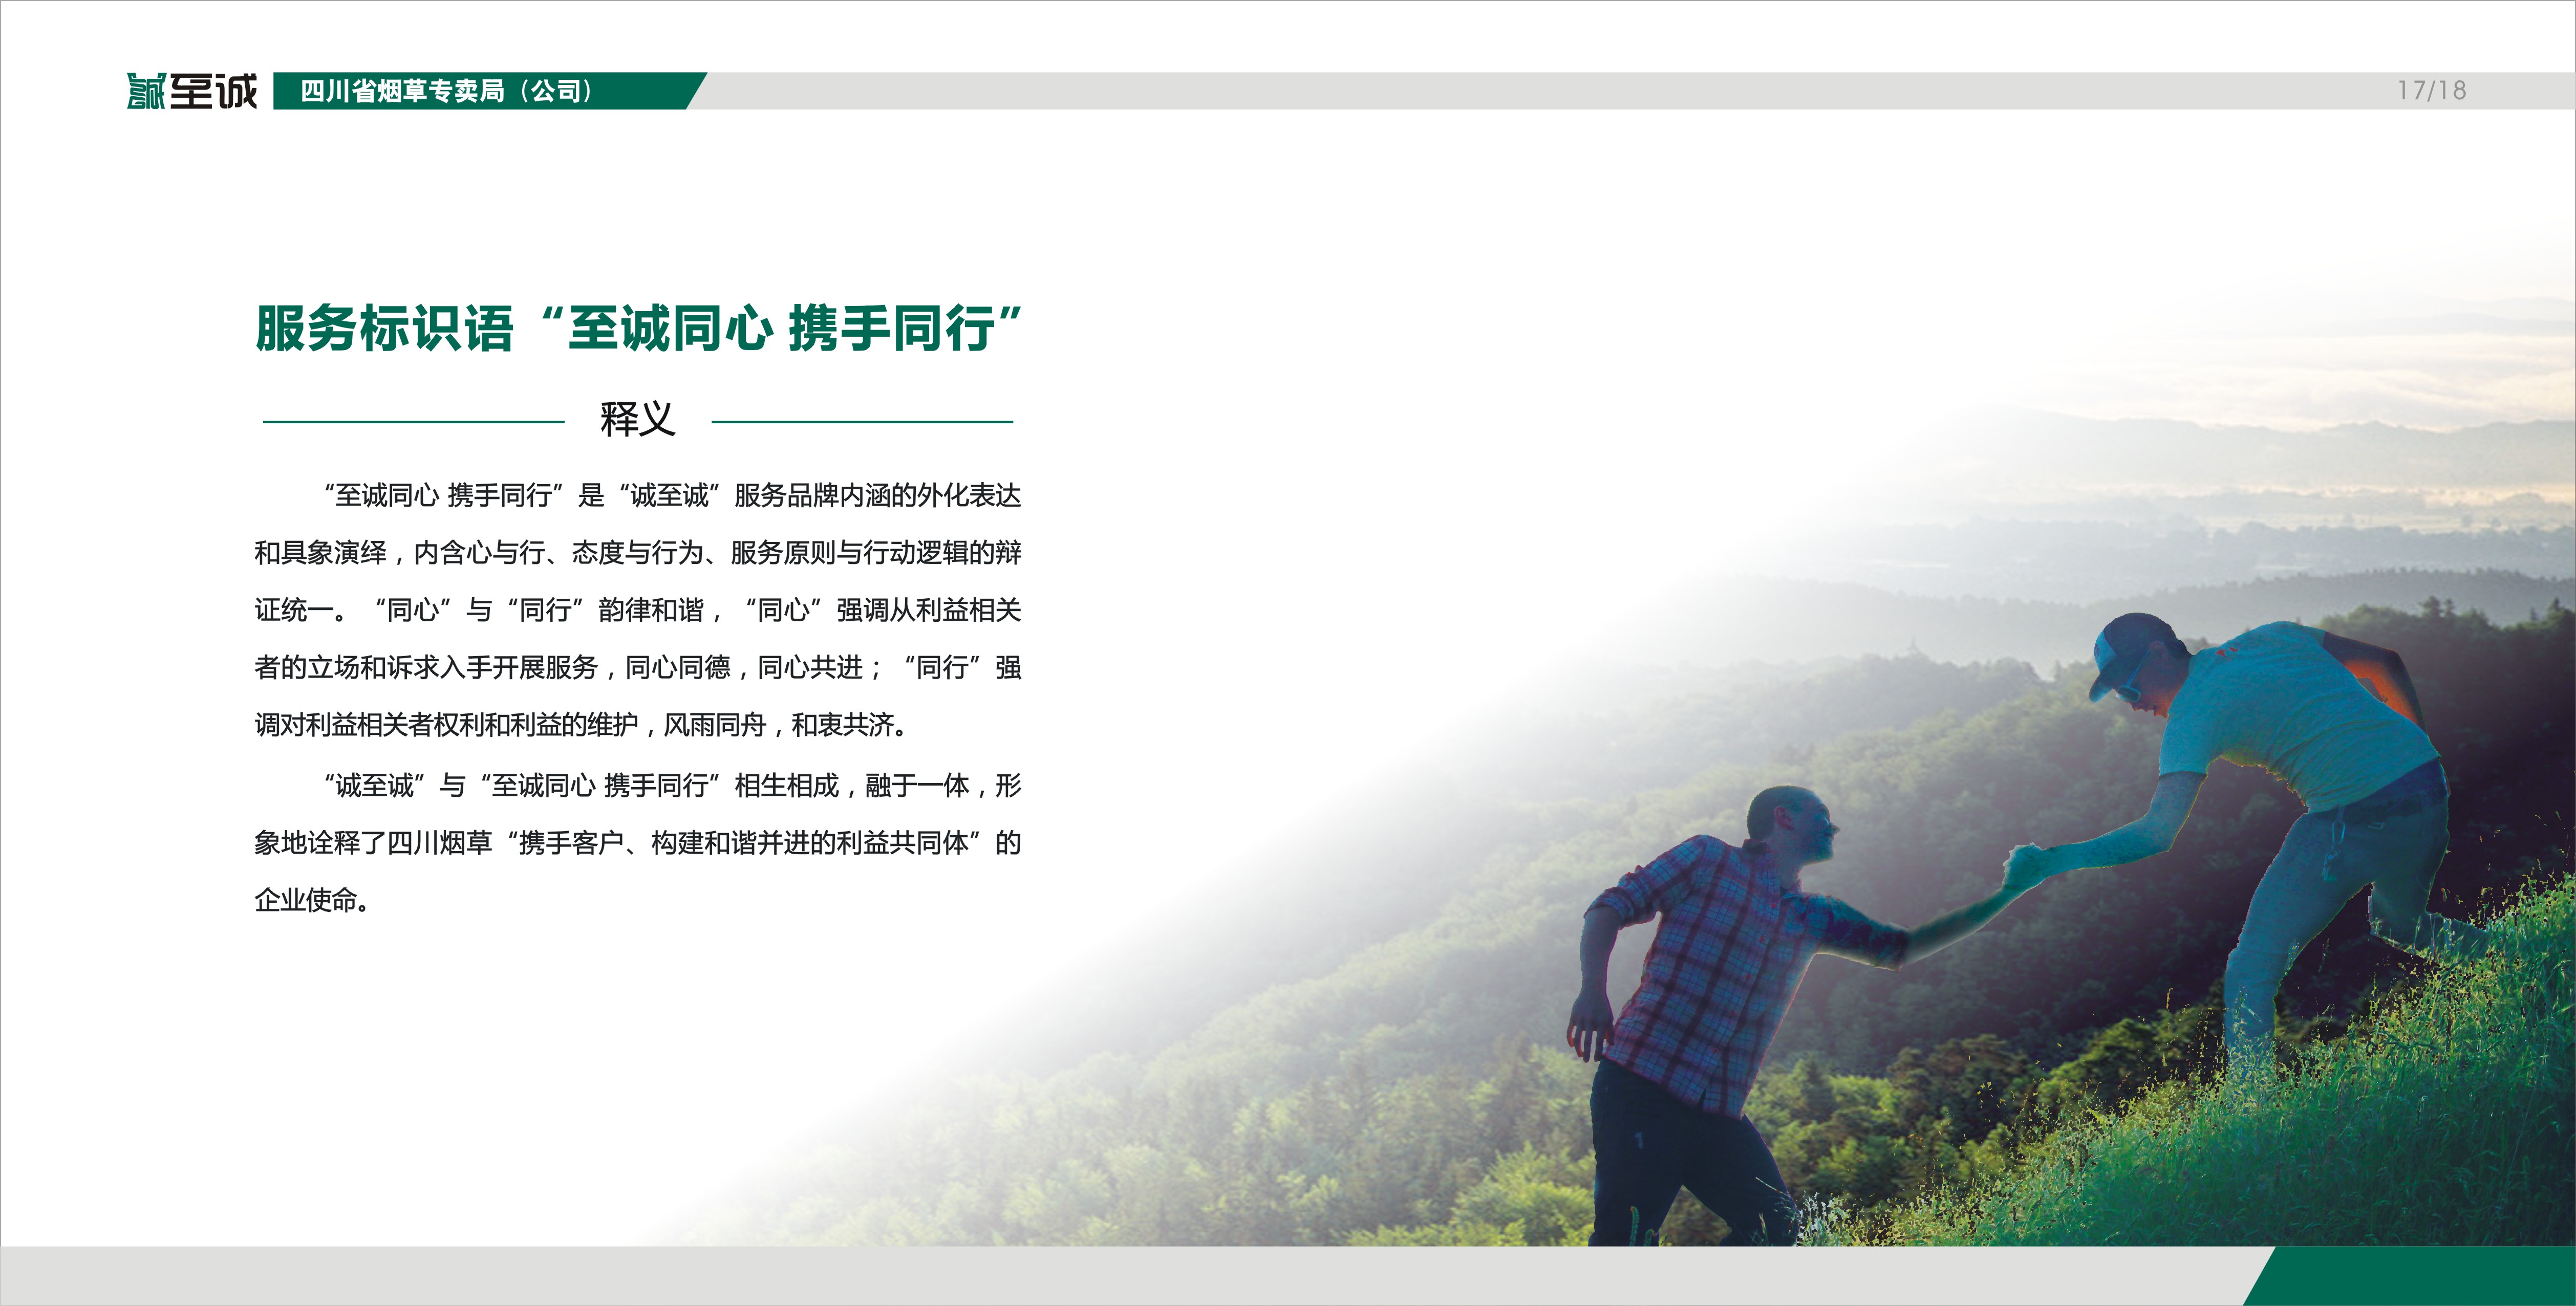 誠至诚 四川省烟草专卖局（公司） 17/18
服务标识语“至诚同心 携手同行”
释义
“至诚同心 携手同行”是“诚至诚”服务品牌内涵的外化表达
和具象演绎，内含心与行、态度与行为、服务原则与行动逻辑的辩
证统一。“同心”与“同行”韵律和谐，“同心”强调从利益相关
者的立场和诉求入手开展服务，同心同德，同心共进；“同行”强
调对利益相关者权利和利益的维护，风雨同舟，和衷共济。
“诚至诚”与“至诚同心 携手同行”相生相成，融于一体，形
象地诠释了四川烟草“携手客户、构建和谐并进的利益共同体”的
企业使命。